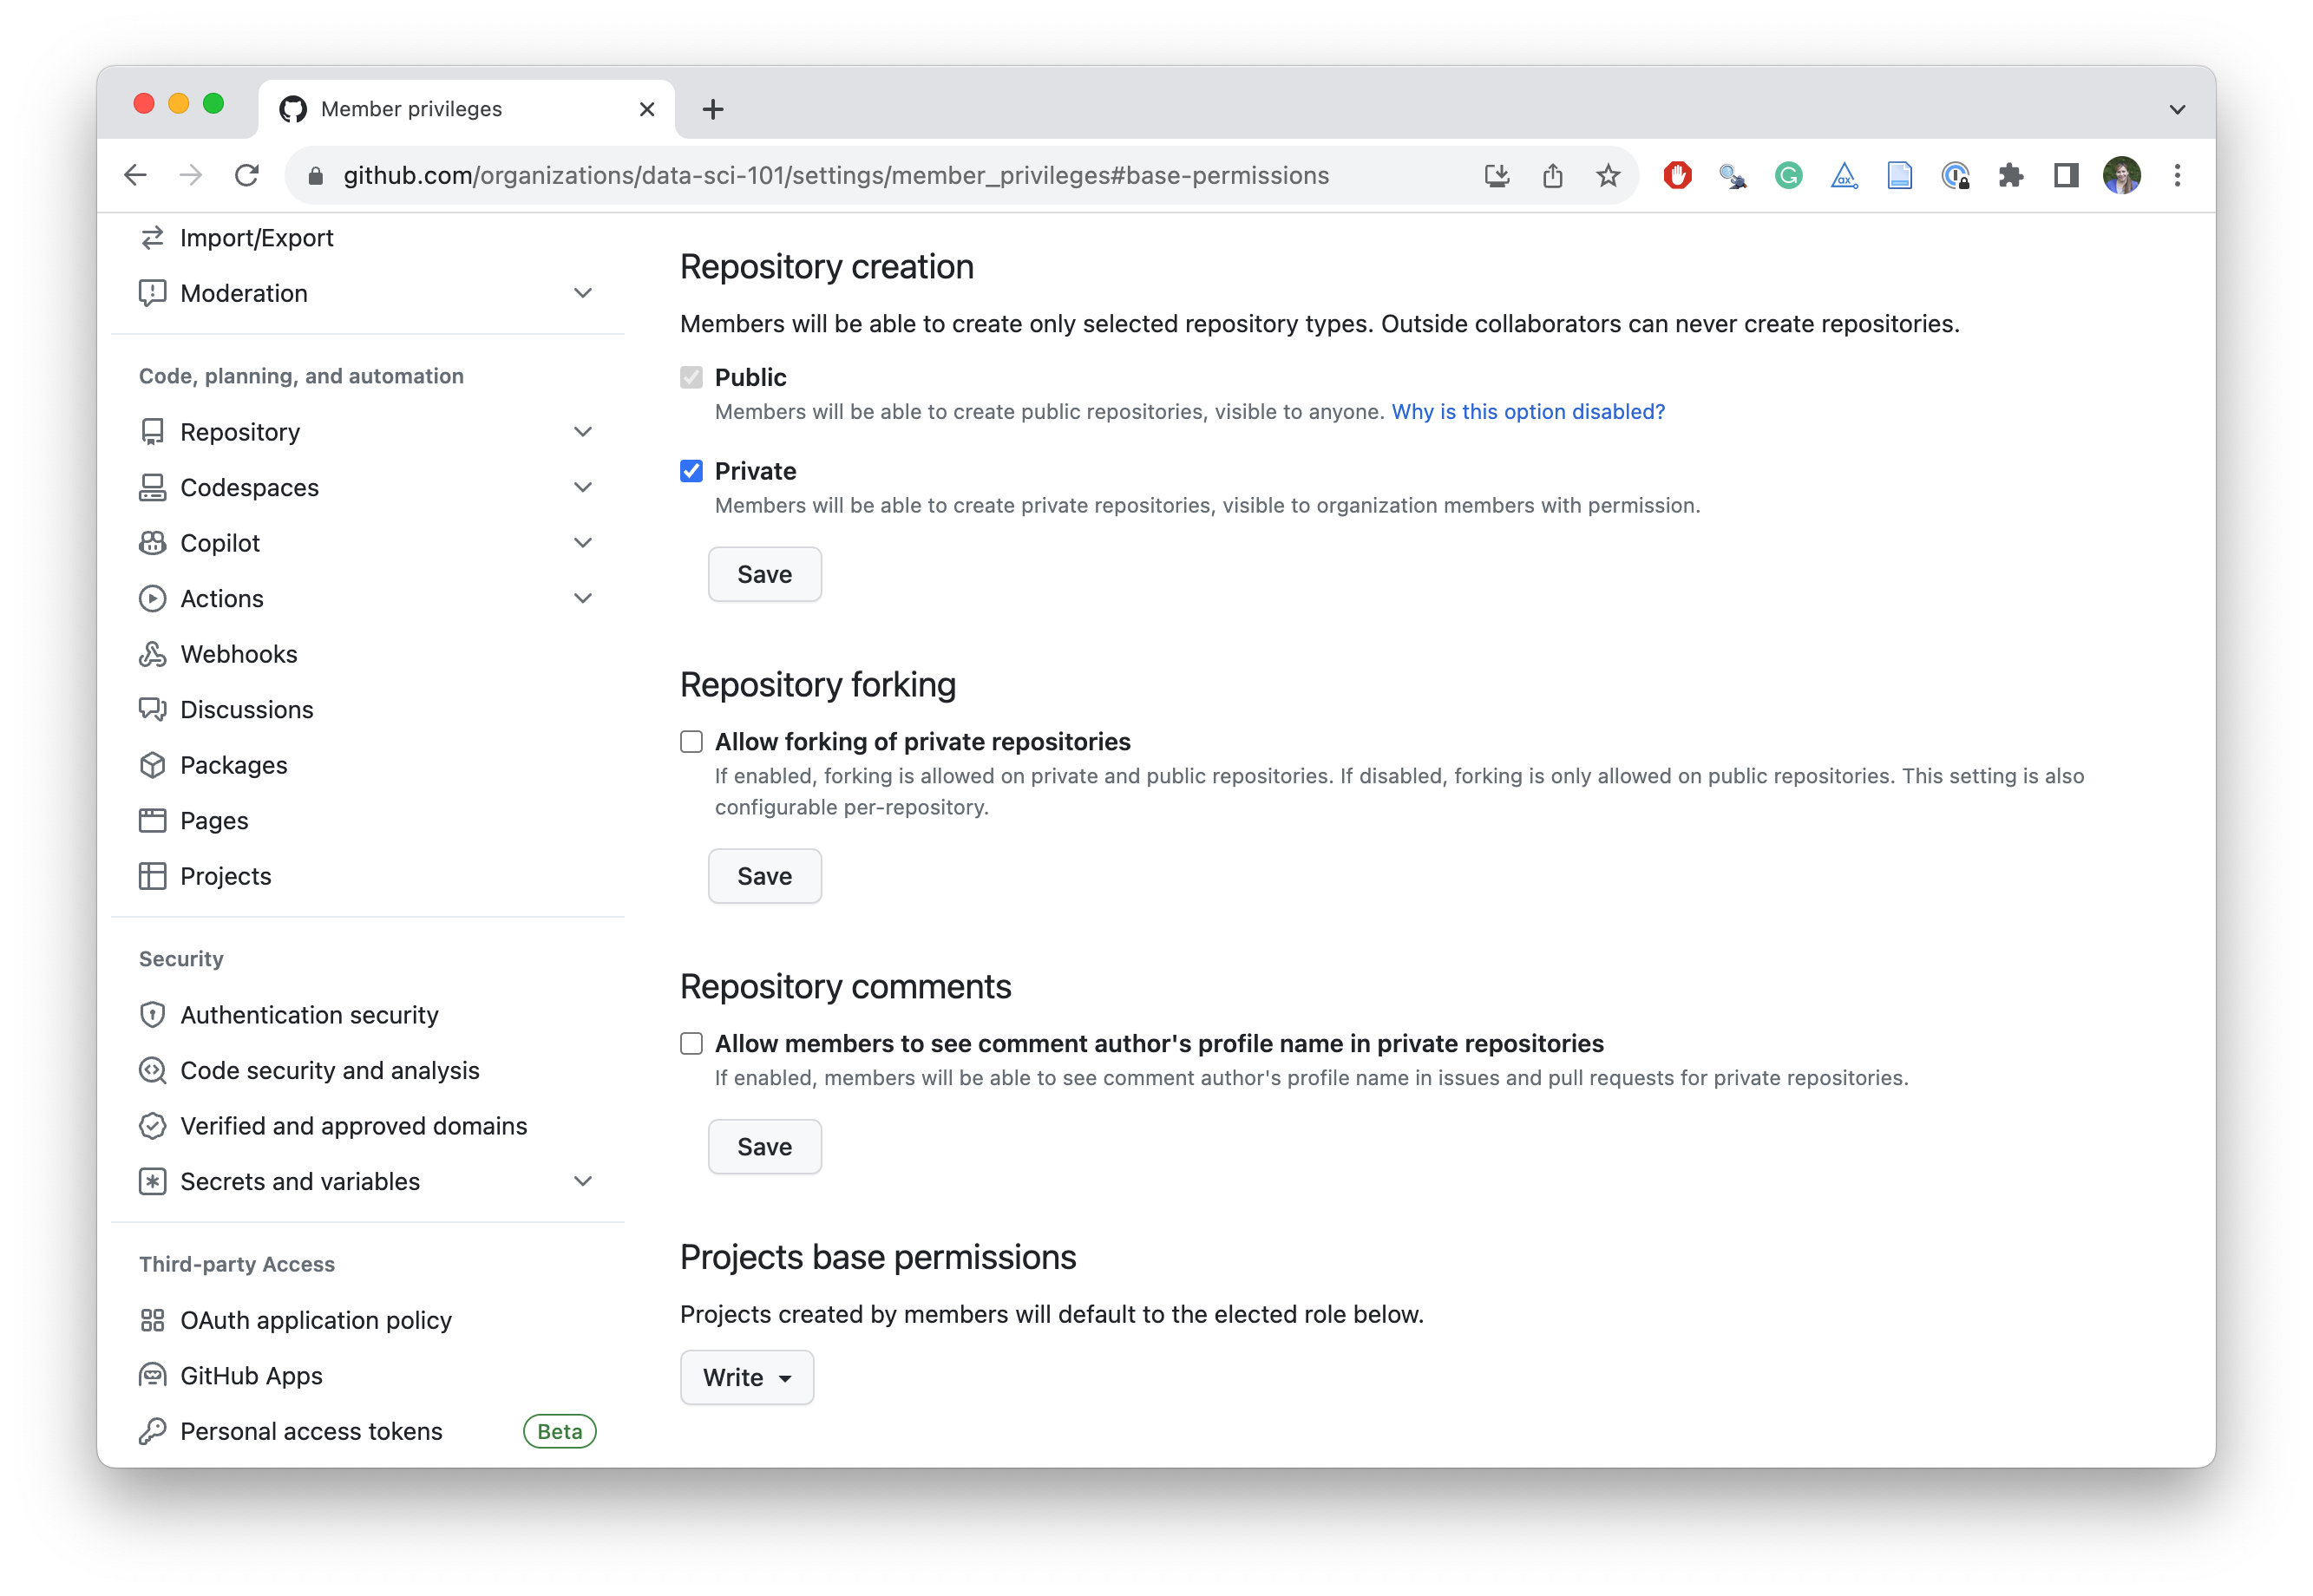 Member privileges
github.com/organizations/data-sci-101/settings/member_privileges#base-permissions
Import/Export
Moderation
Code, planning, and automation
Repository
Codespaces
Copilot
Actions
Webhooks
Discussions
Packages
Pages
Projects
Security
Authentication security
Code security and analysis
Verified and approved domains
Secrets and variables
Third-party Access
OAuth application policy
GitHub Apps
Personal access tokens Beta
Repository creation
Members will be able to create only selected repository types. Outside collaborators can never create repositories.
Public
Members will be able to create public repositories, visible to anyone. Why is this option disabled?
Private
Members will be able to create private repositories, visible to organization members with permission.
Save
Repository forking
Allow forking of private repositories
If enabled, forking is allowed on private and public repositories. If disabled, forking is only allowed on public repositories. This setting is also
configurable per-repository.
Save
Repository comments
Allow members to see comment author's profile name in private repositories
If enabled, members will be able to see comment author's profile name in issues and pull requests for private repositories.
Save
Projects base permissions
Projects created by members will default to the elected role below.
Write